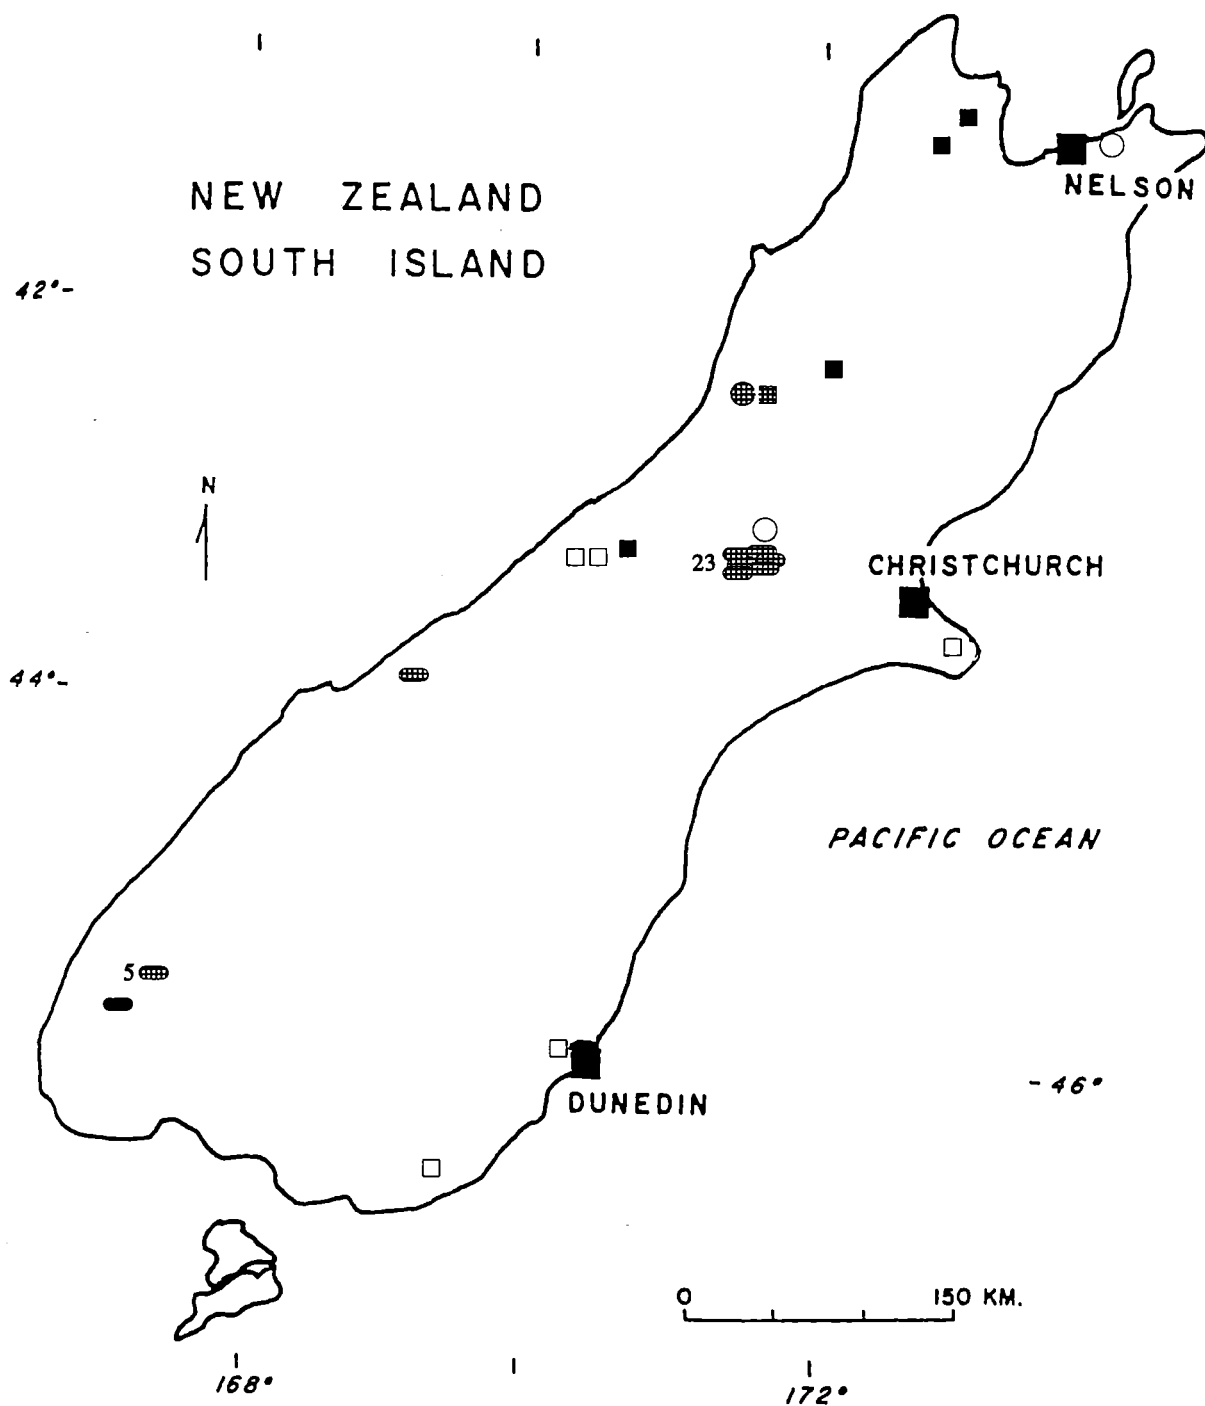 NEW ZEALAND
SOUTH ISLAND
NELSON
42°-
N
23
CHRISTCHURCH
44°-
PACIFIC OCEAN
5
- 46°
DUNEDIN
0 150 KM.
168°
172°